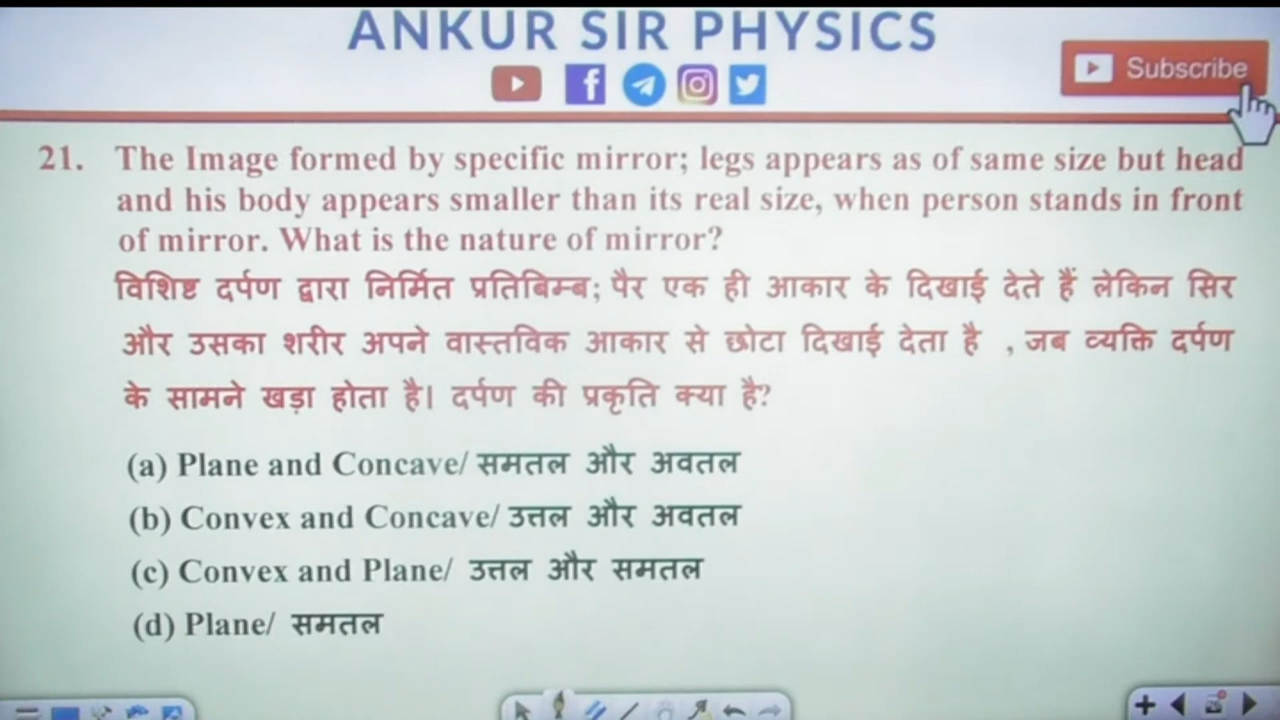 ANKUR SIR PHYSICS
Subscribe
21. The Image formed by specific mirror; legs appears as of same size but head
and his body appears smaller than its real size, when person stands in front
of mirror. What is the nature of mirror?
विशिष्ट दर्पण द्वारा निर्मित प्रतिबिम्ब; पैर एक ही आकार के दिखाई देते हैं लेकिन सिर
और उसका शरीर अपने वास्तविक आकार से छोटा दिखाई देता है , जब व्यक्ति दर्पण
के सामने खड़ा होता है। दर्पण की प्रकृति क्या है?
(a) Plane and Concave/ समतल और अवतल
(b) Convex and Concave/ उत्तल और अवतल
(c) Convex and Plane/ उत्तल और समतल
(d) Plane/ समतल